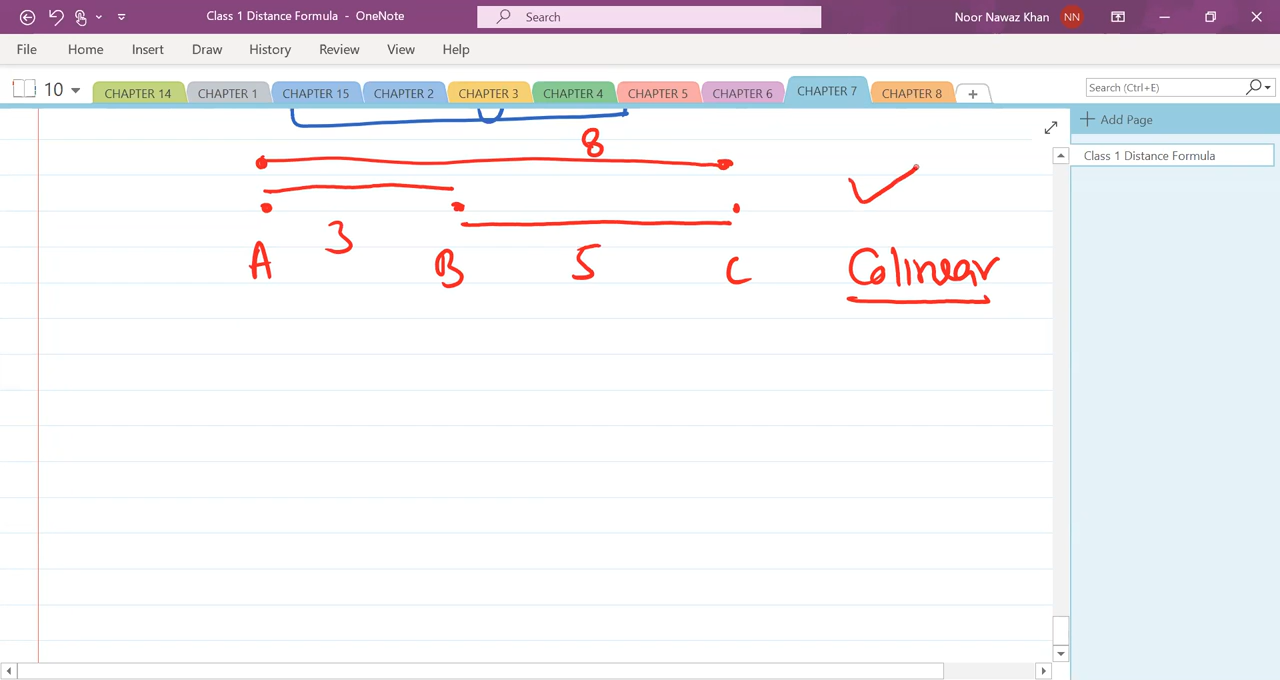 Class 1 Distance Formula - OneNote
Search
Noor Nawaz Khan NN
File Home Insert Draw History Review View Help
10 CHAPTER 14 CHAPTER 1 CHAPTER 15 CHAPTER 2 CHAPTER 3 CHAPTER 4 CHAPTER 5 CHAPTER 6 CHAPTER 7 CHAPTER 8 +
Search (Ctrl+E)
Add Page
Class 1 Distance Formula
8
3
A B 5 C Colinear